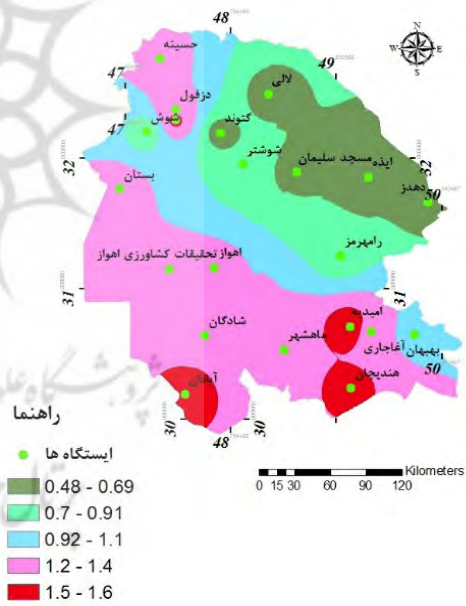 48
N
W E
S
حسینه
47
49
لالی
دزفول
47
شوش
گتوند
شوشتر
32
مسجد سلیمان
ایذه
32
50
دهدز
بستان
رامهرمز
اهواز
تحقیقات کشاورزی اهواز
31
31
امیدیه
شادگان
ماهشهر
آغاجاری
بهبهان
50
هندیجان
آبادان
30
30
48
راهنما
ایستگاه ها
0.48 - 0.69
0.7 - 0.91
0.92 - 1.1
1.2 - 1.4
1.5 - 1.6
Kilometers
0 15 30 60 90 120